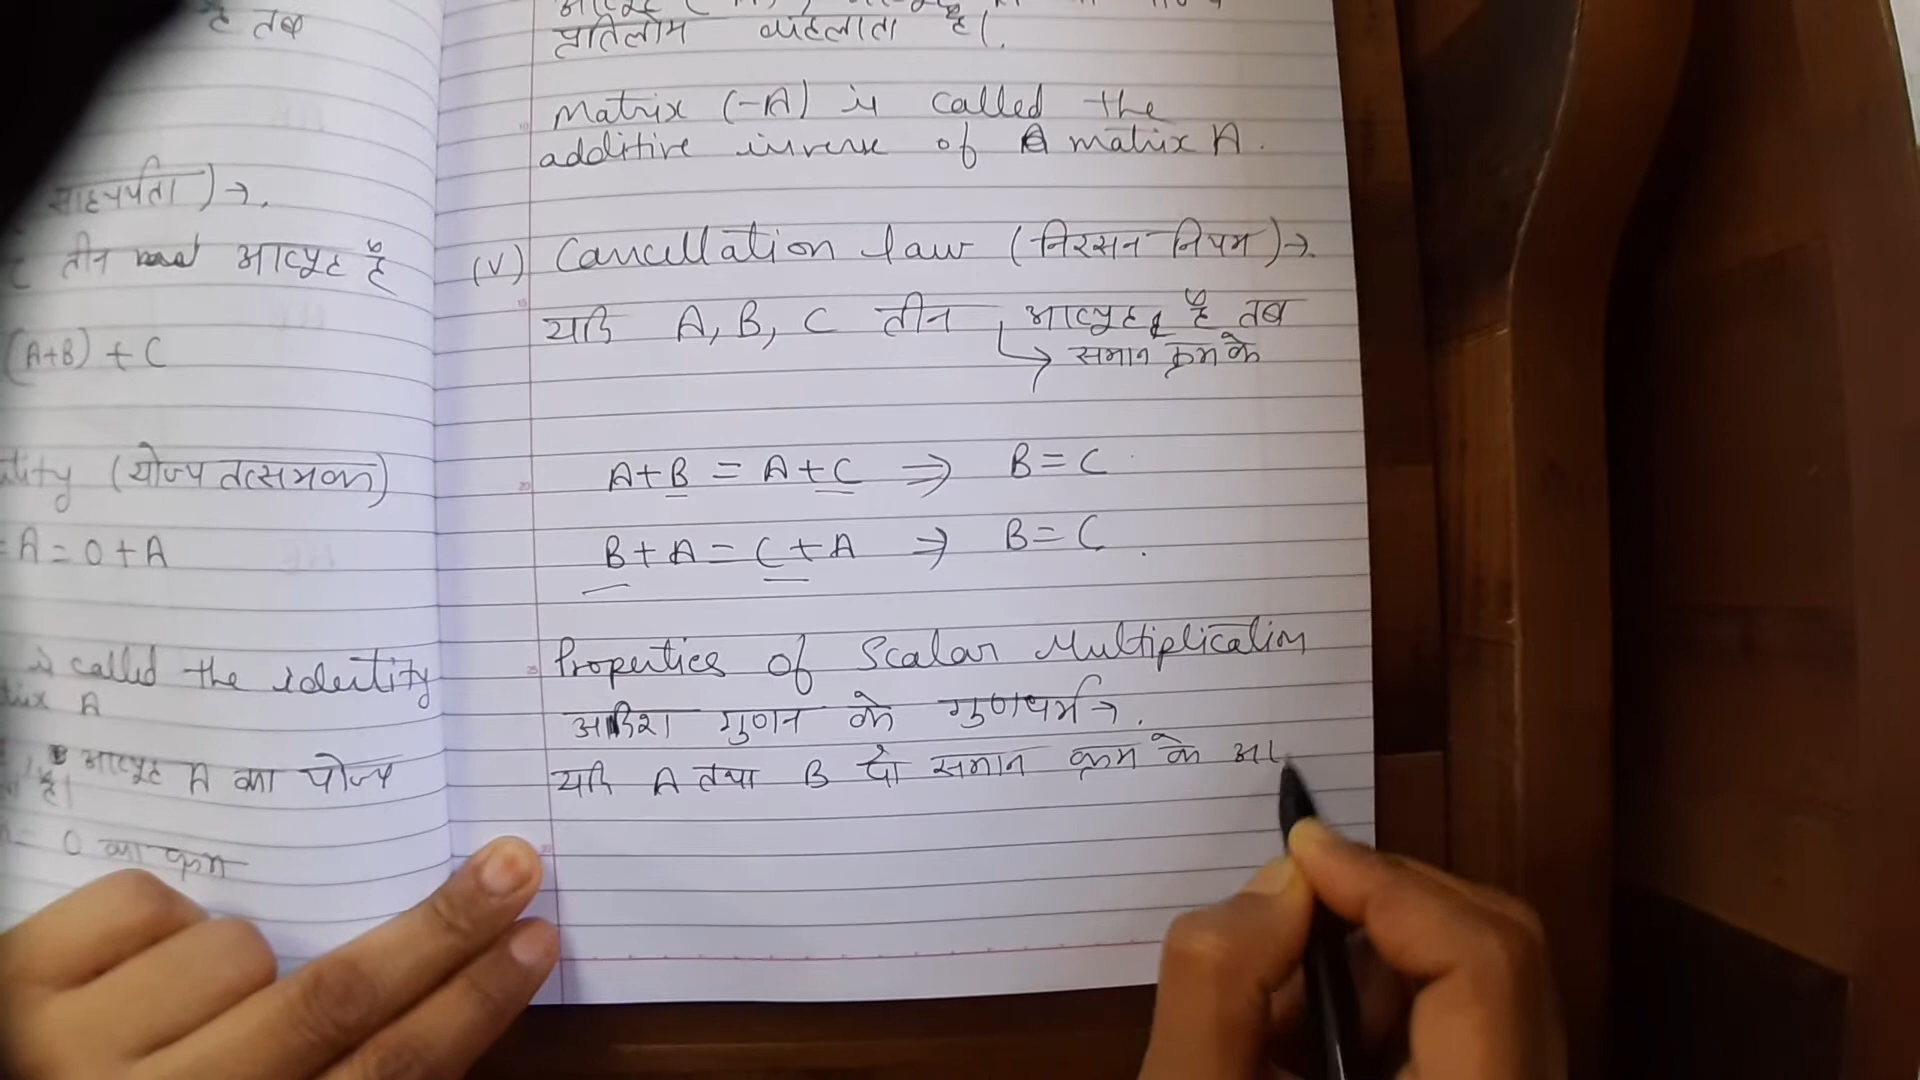 है तब
साहचर्यता) →.
तीन आव्यूह है
(A+B) + C
(योज्य तत्समक)
= A = 0 + A
is called the identity
A
आव्यूह A का योज्य
है।
0 का क्रम
प्रतिलोम कहलाता है।.
Matrix (-A) is called the
additive inverse of A matrix A.
(V) Cancellation law (निरसन नियम) →.
यदि A, B, C तीन आव्यूह है तब
→ समान क्रम के
A+B = A+C ⇒ B=C.
B+A = C+A ⇒ B=C.
Properties of Scalar Multiplication
अदिश गुणन के गुणधर्म →.
यदि A तथा B दो समान क्रम के आ